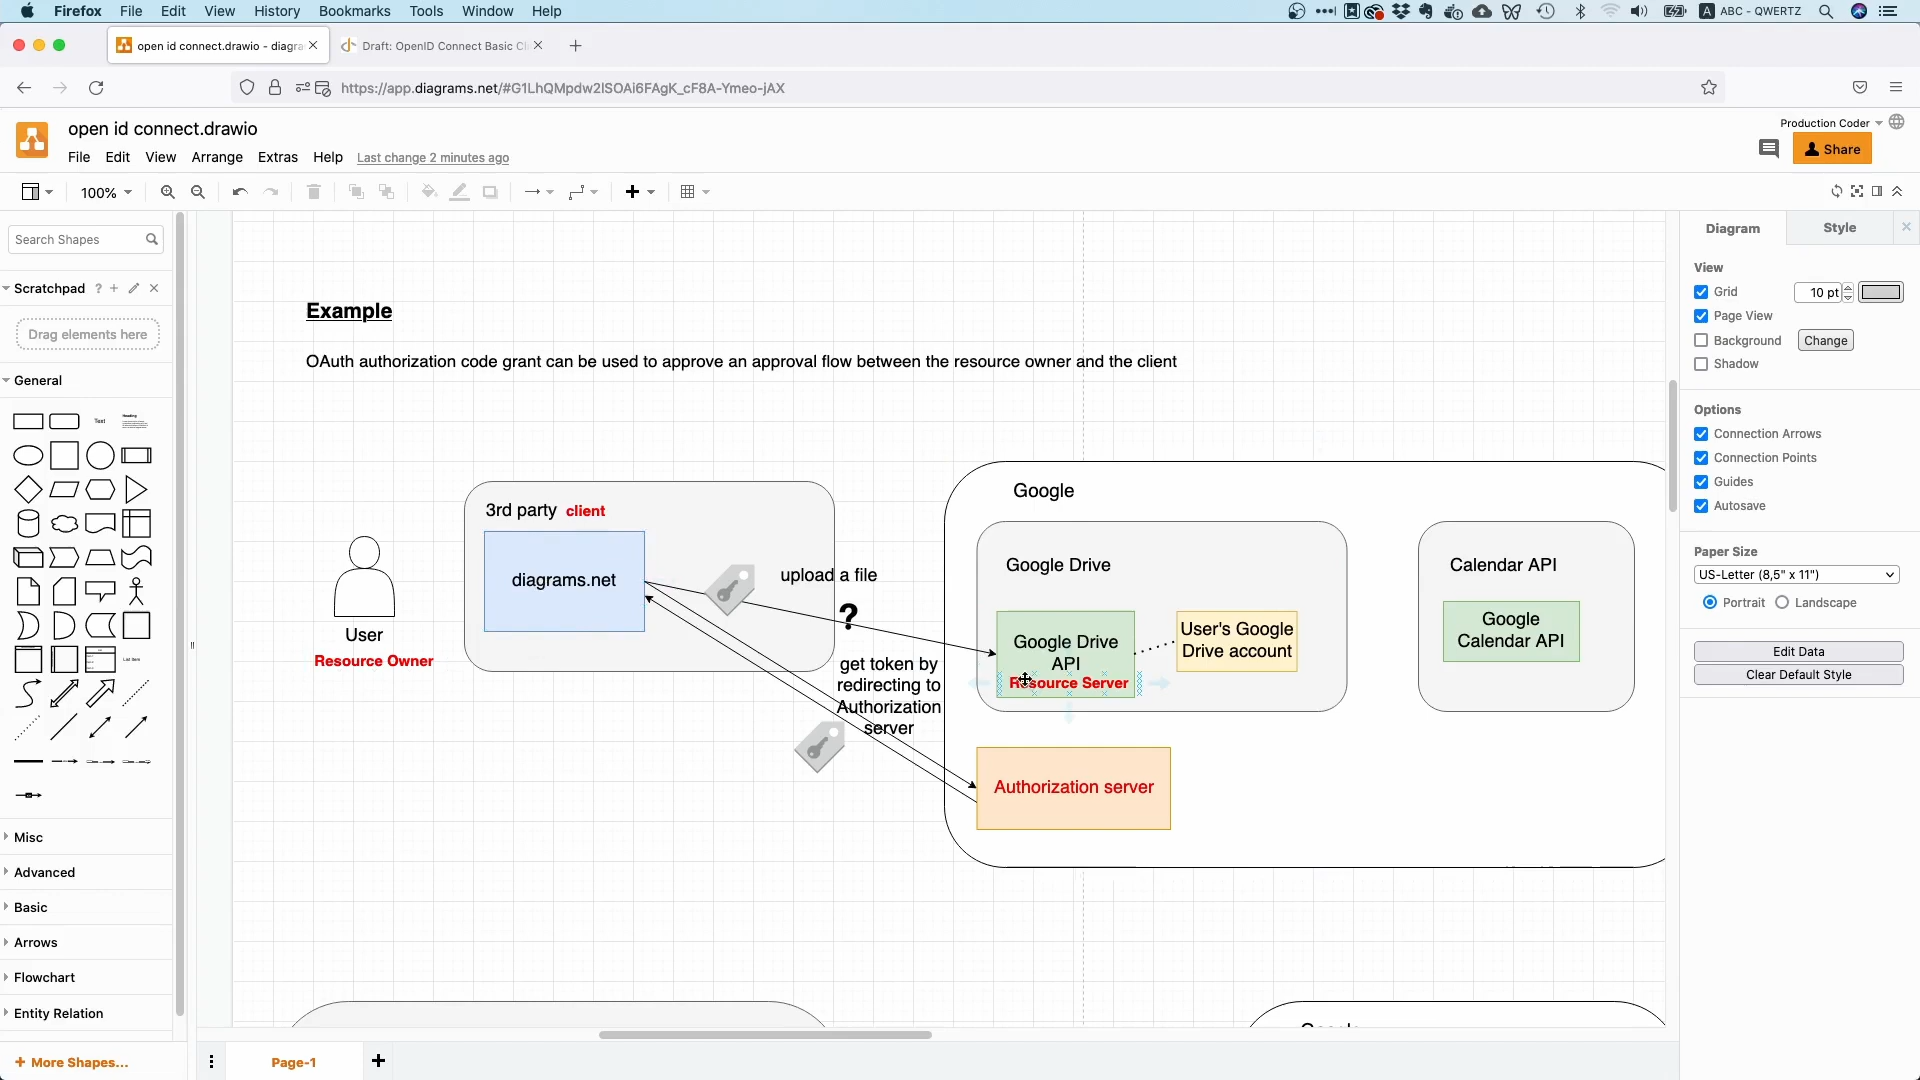 Firefox File Edit View History Bookmarks Tools Window Help
A ABC - QWERTZ
open id connect.drawio - diagra
Draft: OpenID Connect Basic Cl
https://app.diagrams.net/#G1LhQMpdw2lSOAi6FAgK_cF8A-Ymeo-jAX
open id connect.drawio
Production Coder
File Edit View Arrange Extras Help Last change 2 minutes ago
Share
100%
Search Shapes
Scratchpad ? +
Drag elements here
General
Text
Heading
List Item
Misc
Advanced
Basic
Arrows
Flowchart
Entity Relation
+ More Shapes...
Example
OAuth authorization code grant can be used to approve an approval flow between the resource owner and the client
User
Resource Owner
3rd party client
diagrams.net
upload a file
?
get token by
redirecting to
Authorization
server
Google
Google Drive
Google Drive
API
Resource Server
User's Google
Drive account
Calendar API
Google
Calendar API
Authorization server
Page-1
Diagram Style
View
Grid 10 pt
Page View
Background Change
Shadow
Options
Connection Arrows
Connection Points
Guides
Autosave
Paper Size
US-Letter (8,5" x 11")
Portrait Landscape
Edit Data
Clear Default Style